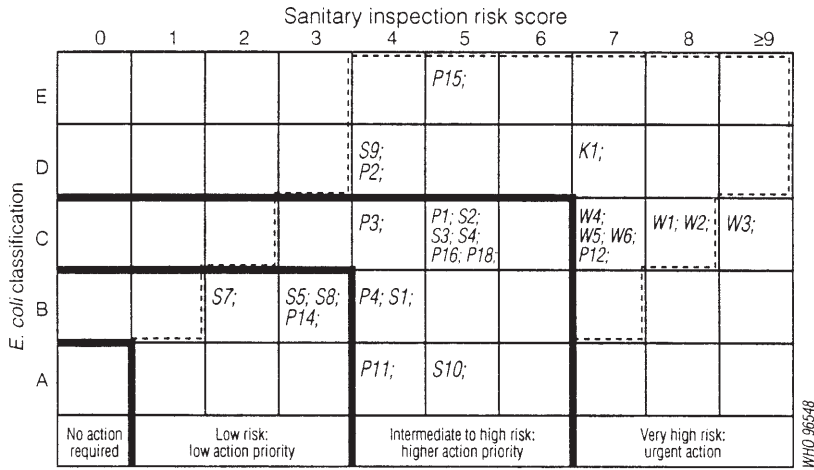 Sanitary inspection risk score
0 1 2 3 4 5 6 7 8 ≥9
E. coli classification
E P15;
D S9; K1;
P2;
C P3; P1; S2; W4; W1; W2; W3;
S3; S4; W5; W6;
P16; P18; P12;
B S7; S5; S8; P4; S1;
P14;
A P11; S10;
No action Low risk: Intermediate to high risk: Very high risk:
required low action priority higher action priority urgent action
WHO 96548